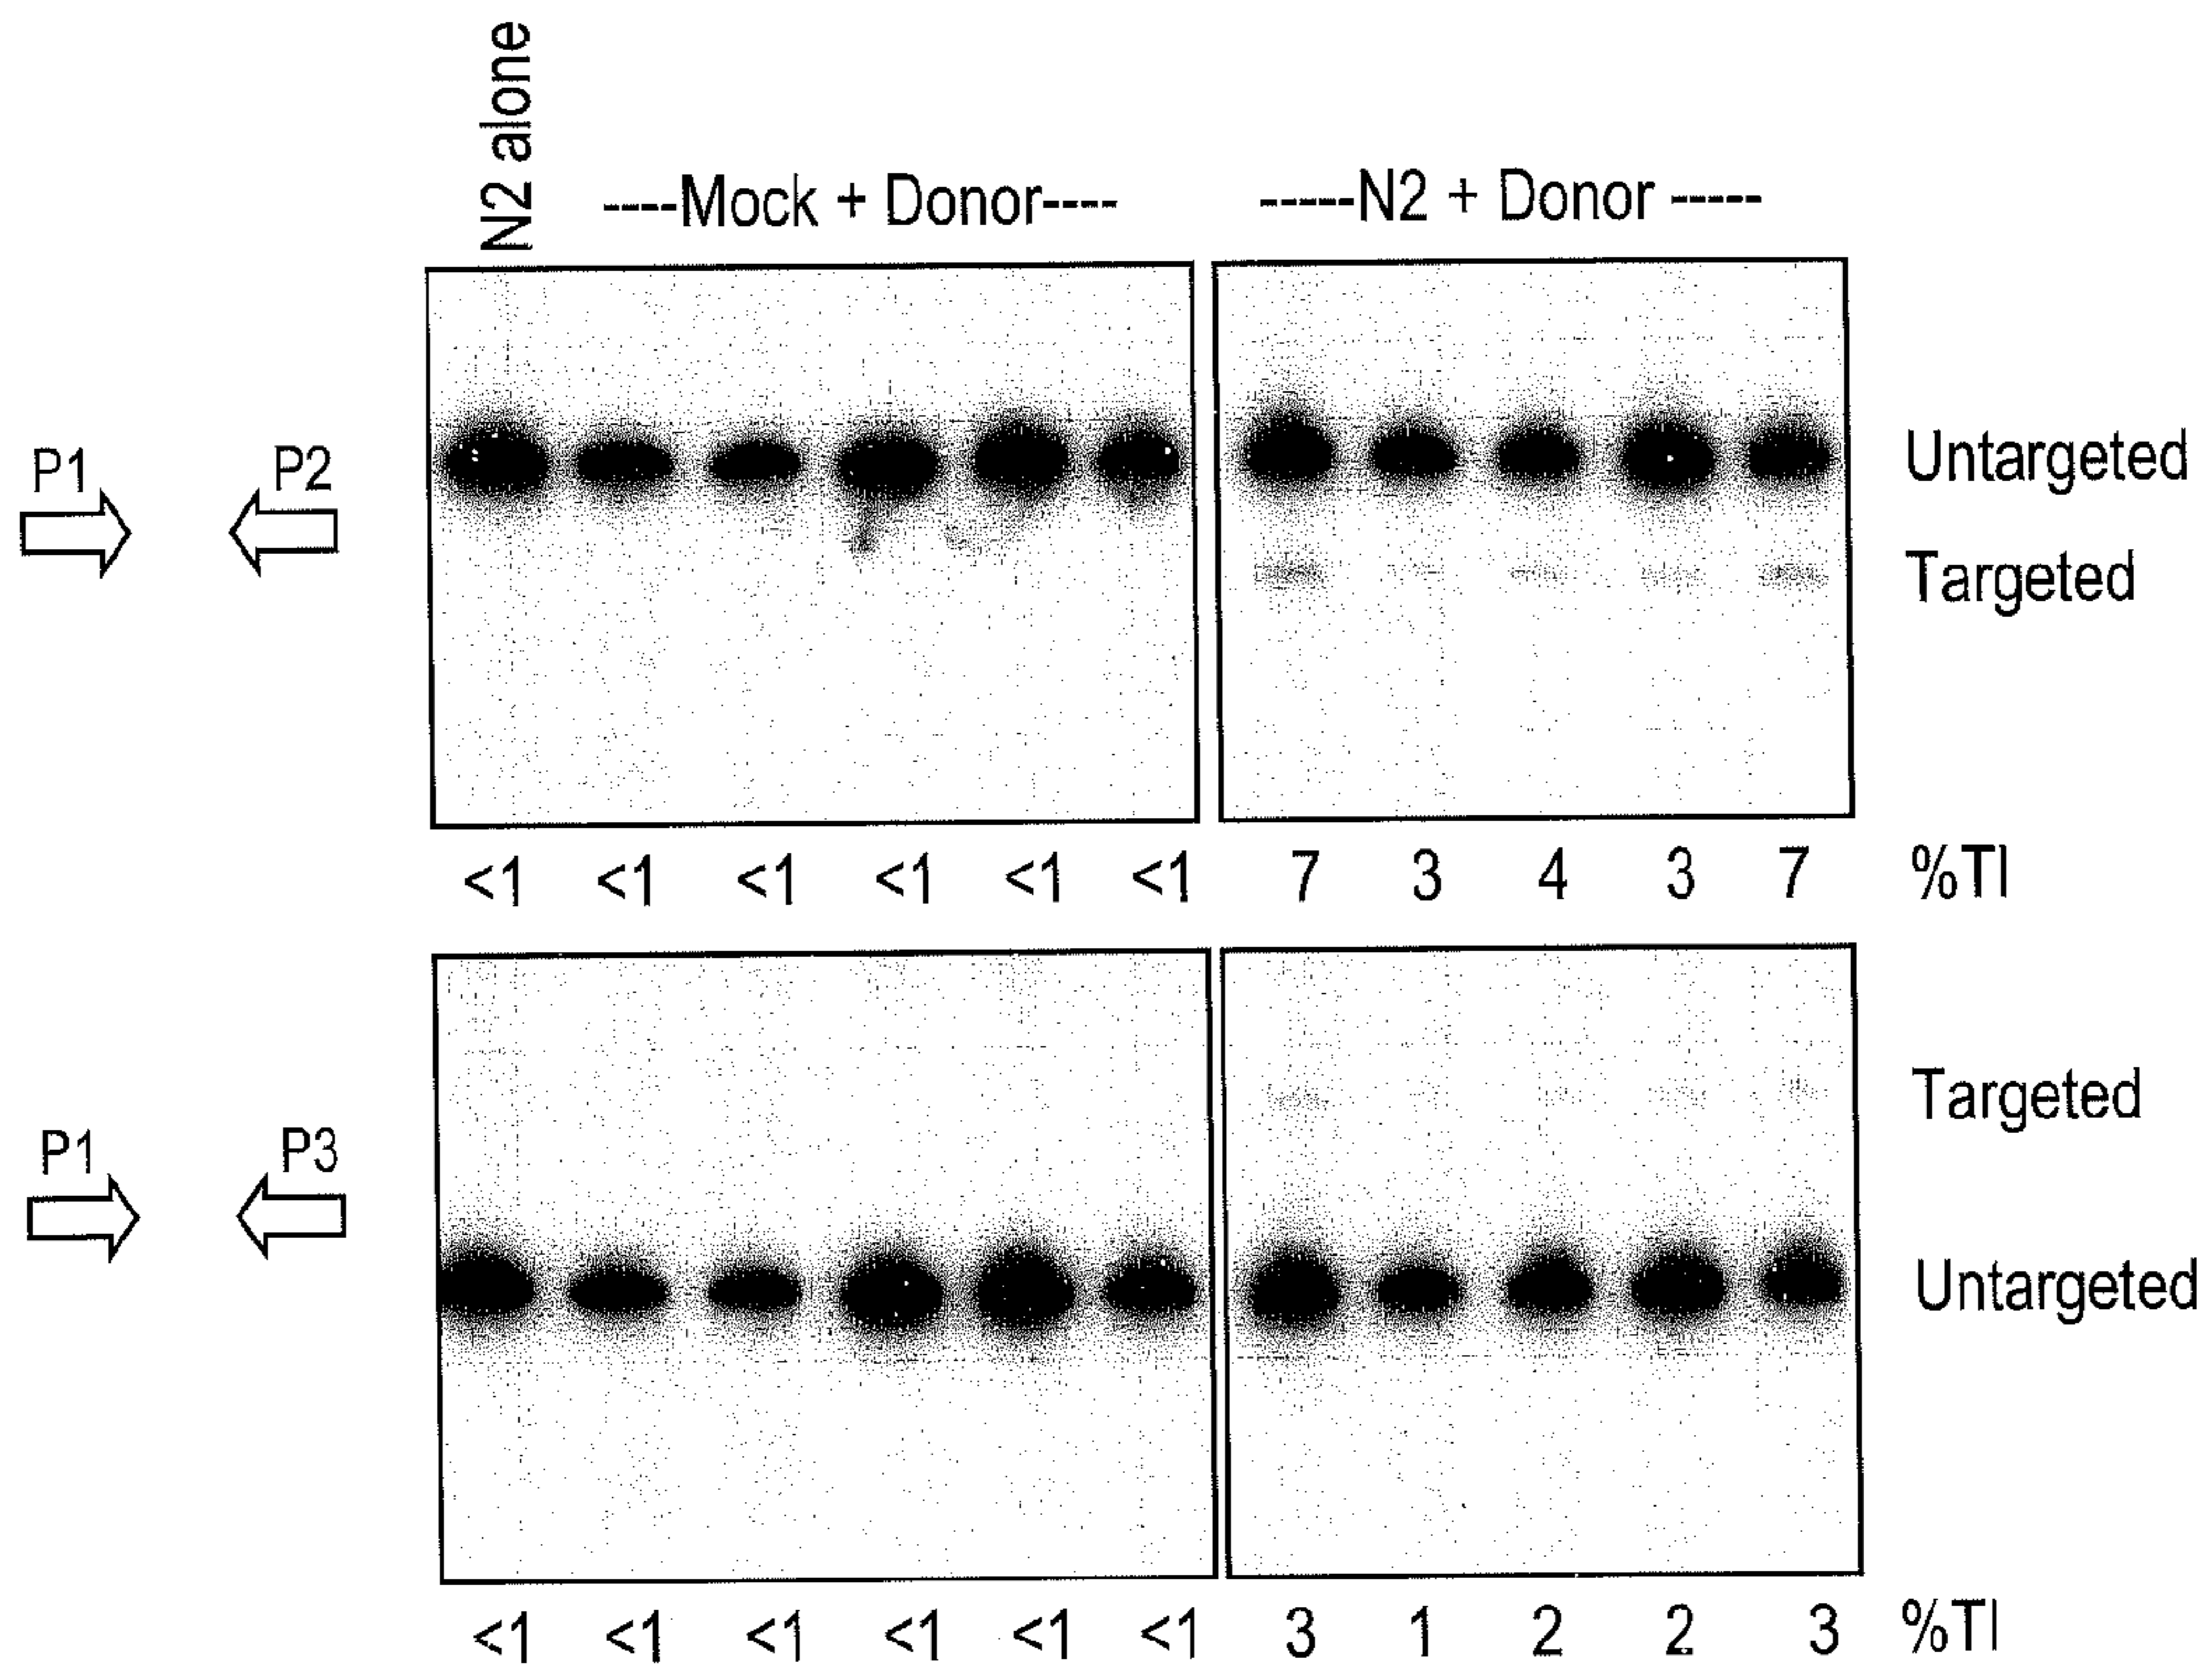 N2 alone
----Mock + Donor----
-----N2 + Donor -----
P1
P2
Untargeted
Targeted
<1 <1 <1 <1 <1 <1 7 3 4 3 7 %TI
P1
P3
Targeted
Untargeted
<1 <1 <1 <1 <1 <1 3 1 2 2 3 %TI